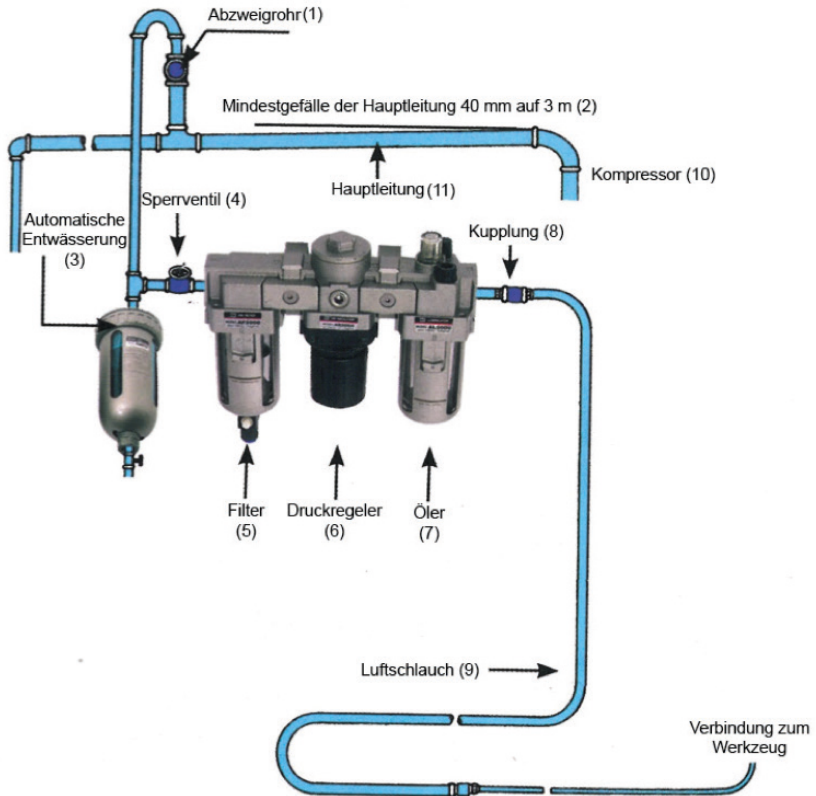 Abzweigrohr (1)
Mindestgefälle der Hauptleitung 40 mm auf 3 m (2)
Kompressor (10)
Hauptleitung (11)
Sperrventil (4)
Automatische
Entwässerung
(3)
Kupplung (8)
Filter
(5)
Druckregeler
(6)
Öler
(7)
Luftschlauch (9)
Verbindung zum
Werkzeug